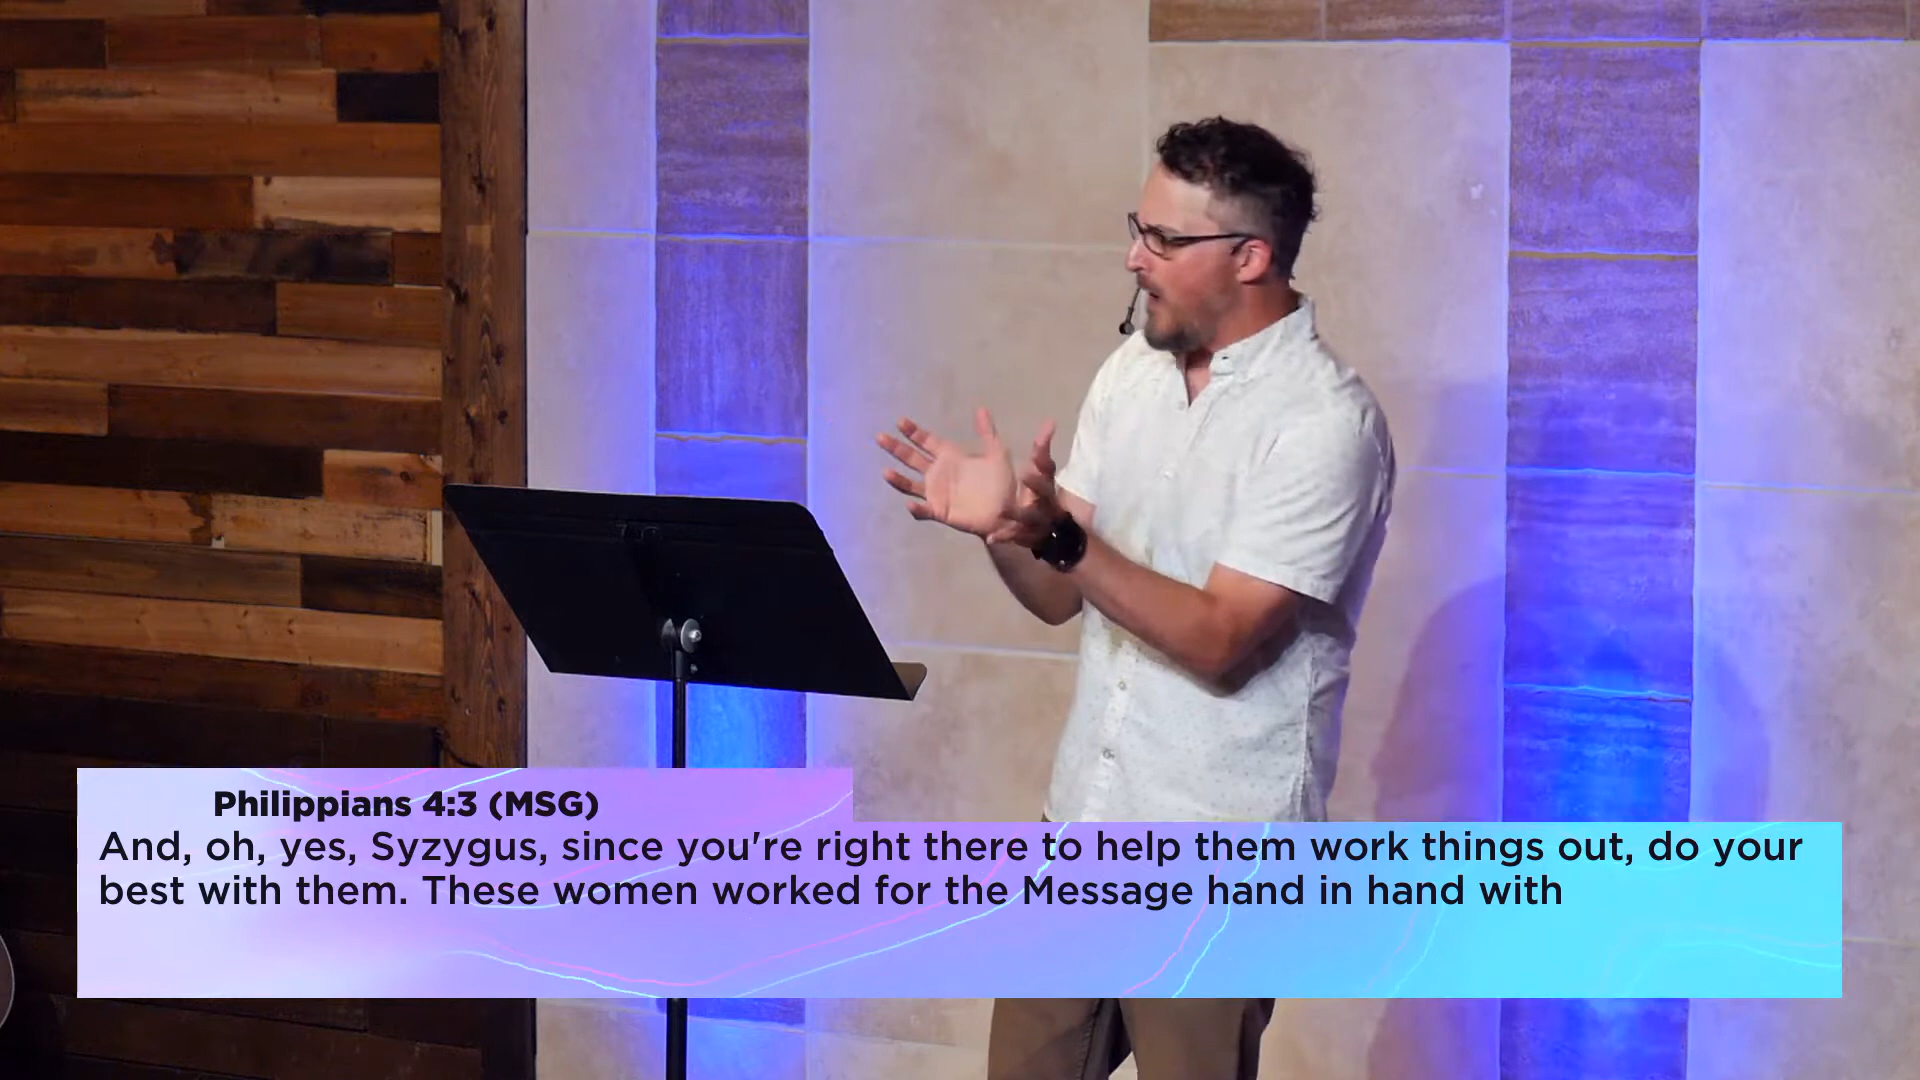 Philippians 4:3 (MSG)
And, oh, yes, Syzygus, since you're right there to help them work things out, do your
best with them. These women worked for the Message hand in hand with